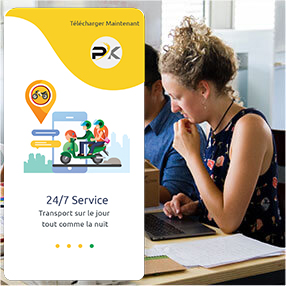 Télécharger Maintenant
PX
24/7 Service
Transport sur le jour
tout comme la nuit